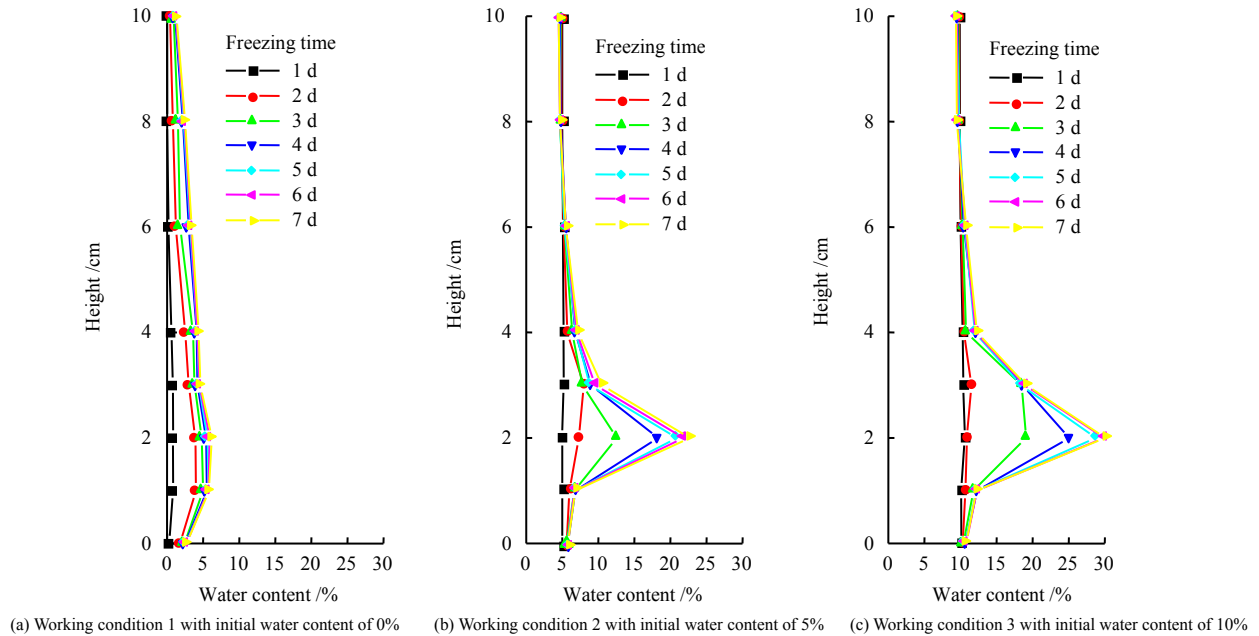 10
8
6
4
2
0
Height /cm
Freezing time
1 d
2 d
3 d
4 d
5 d
6 d
7 d
0 5 10 15 20 25 30
Water content /%
(a) Working condition 1 with initial water content of 0%
10
8
6
4
2
0
Height /cm
Freezing time
1 d
2 d
3 d
4 d
5 d
6 d
7 d
0 5 10 15 20 25 30
Water content /%
(b) Working condition 2 with initial water content of 5%
10
8
6
4
2
0
Height /cm
Freezing time
1 d
2 d
3 d
4 d
5 d
6 d
7 d
0 5 10 15 20 25 30
Water content /%
(c) Working condition 3 with initial water content of 10%